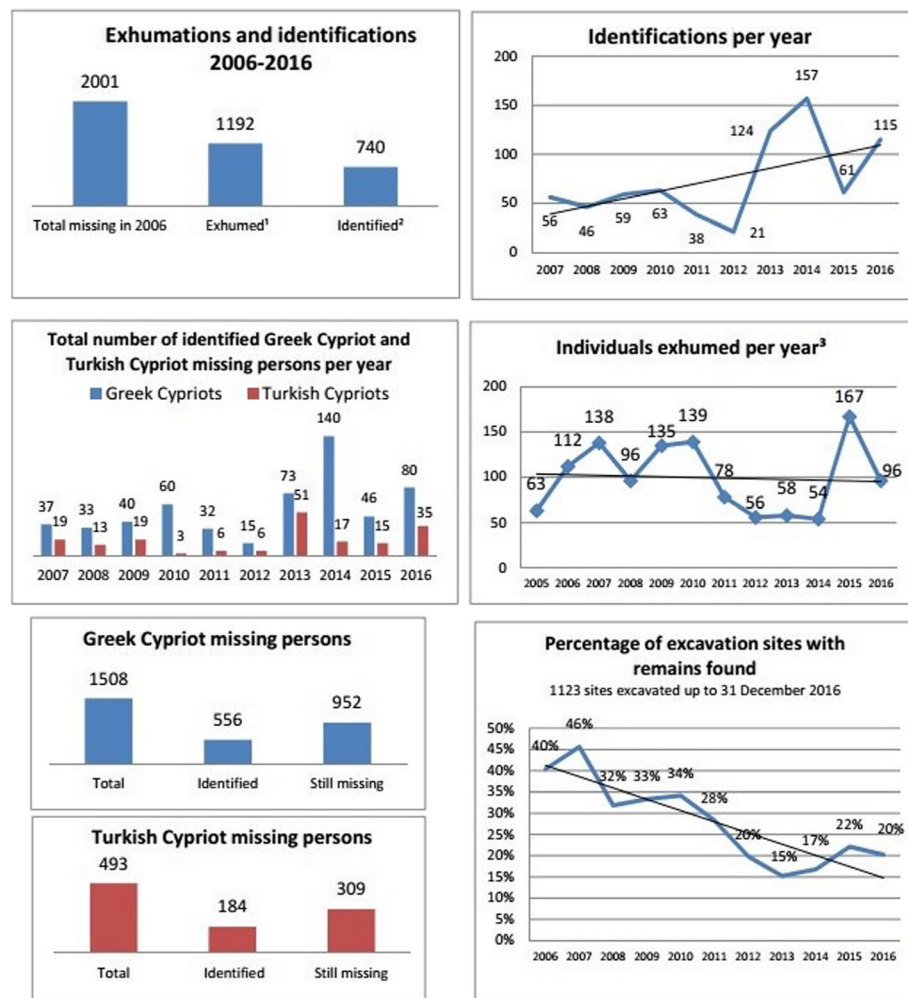 Exhumations and identifications
2006-2016
2001
1192
740
Total missing in 2006 Exhumed¹ Identified²
Identifications per year
200
150
100
50
0
56 46 59 63 38 21 124 157 61 115
2007 2008 2009 2010 2011 2012 2013 2014 2015 2016
Total number of identified Greek Cypriot and
Turkish Cypriot missing persons per year
Greek Cypriots Turkish Cypriots
37 19 33 13 40 19 60 3 32 6 15 6 73 51 140 17 46 15 80 35
2007 2008 2009 2010 2011 2012 2013 2014 2015 2016
Individuals exhumed per year³
200
150
100
50
0
63 112 138 96 135 139 78 56 58 54 167 96
2005 2006 2007 2008 2009 2010 2011 2012 2013 2014 2015 2016
Greek Cypriot missing persons
1508
556
952
Total Identified Still missing
Turkish Cypriot missing persons
493
184
309
Total Identified Still missing
Percentage of excavation sites with
remains found
1123 sites excavated up to 31 December 2016
50%
45%
40%
35%
30%
25%
20%
15%
10%
5%
0%
40% 46% 32% 33% 34% 28% 20% 15% 17% 22% 20%
2006 2007 2008 2009 2010 2011 2012 2013 2014 2015 2016